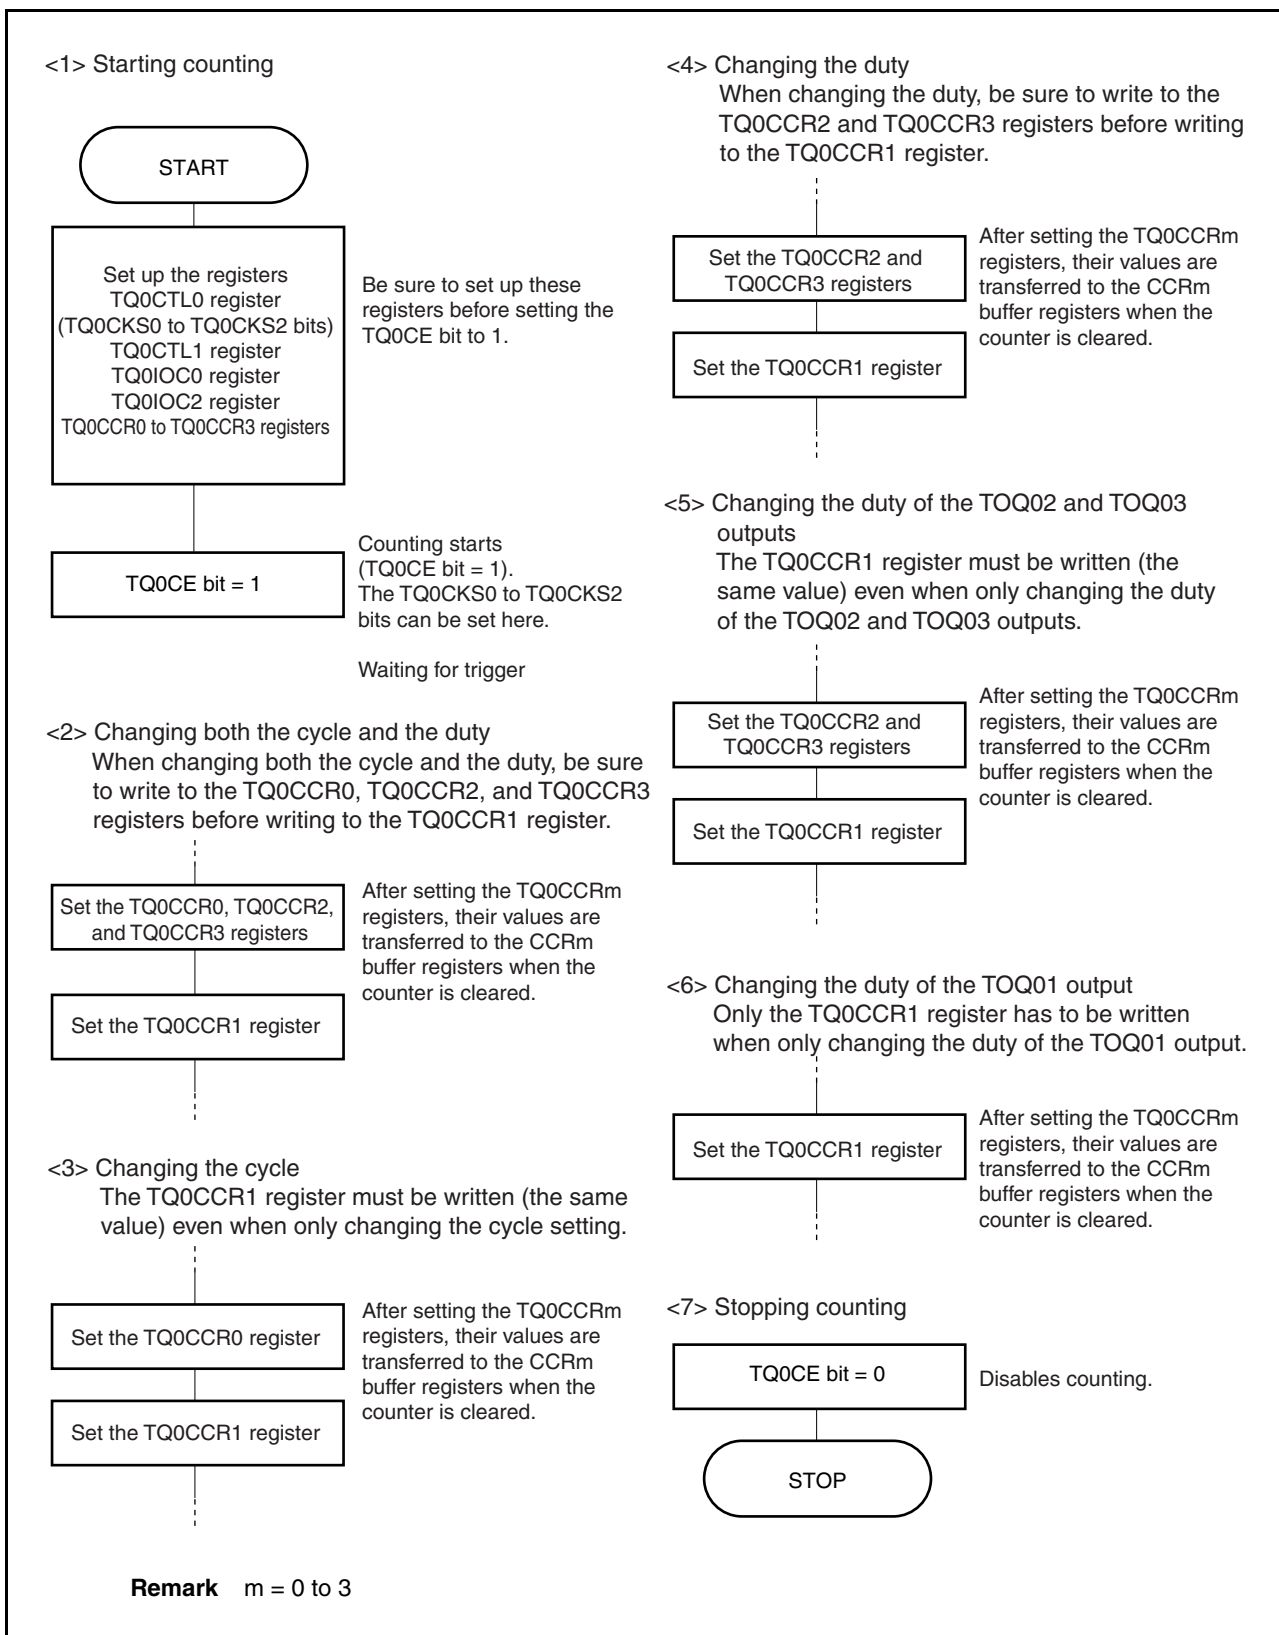 <1> Starting counting
START
Set up the registers
TQ0CTL0 register
(TQ0CKS0 to TQ0CKS2 bits)
TQ0CTL1 register
TQ0IOC0 register
TQ0IOC2 register
TQ0CCR0 to TQ0CCR3 registers
Be sure to set up these
registers before setting the
TQ0CE bit to 1.
TQ0CE bit = 1
Counting starts
(TQ0CE bit = 1).
The TQ0CKS0 to TQ0CKS2
bits can be set here.
Waiting for trigger
<2> Changing both the cycle and the duty
When changing both the cycle and the duty, be sure
to write to the TQ0CCR0, TQ0CCR2, and TQ0CCR3
registers before writing to the TQ0CCR1 register.
Set the TQ0CCR0, TQ0CCR2,
and TQ0CCR3 registers
After setting the TQ0CCRm
registers, their values are
transferred to the CCRm
buffer registers when the
counter is cleared.
Set the TQ0CCR1 register
<3> Changing the cycle
The TQ0CCR1 register must be written (the same
value) even when only changing the cycle setting.
Set the TQ0CCR0 register
After setting the TQ0CCRm
registers, their values are
transferred to the CCRm
buffer registers when the
counter is cleared.
Set the TQ0CCR1 register
<4> Changing the duty
When changing the duty, be sure to write to the
TQ0CCR2 and TQ0CCR3 registers before writing
to the TQ0CCR1 register.
Set the TQ0CCR2 and
TQ0CCR3 registers
After setting the TQ0CCRm
registers, their values are
transferred to the CCRm
buffer registers when the
counter is cleared.
Set the TQ0CCR1 register
<5> Changing the duty of the TOQ02 and TOQ03
outputs
The TQ0CCR1 register must be written (the
same value) even when only changing the duty
of the TOQ02 and TOQ03 outputs.
Set the TQ0CCR2 and
TQ0CCR3 registers
After setting the TQ0CCRm
registers, their values are
transferred to the CCRm
buffer registers when the
counter is cleared.
Set the TQ0CCR1 register
<6> Changing the duty of the TOQ01 output
Only the TQ0CCR1 register has to be written
when only changing the duty of the TOQ01 output.
Set the TQ0CCR1 register
After setting the TQ0CCRm
registers, their values are
transferred to the CCRm
buffer registers when the
counter is cleared.
<7> Stopping counting
TQ0CE bit = 0
Disables counting.
STOP
Remark m = 0 to 3